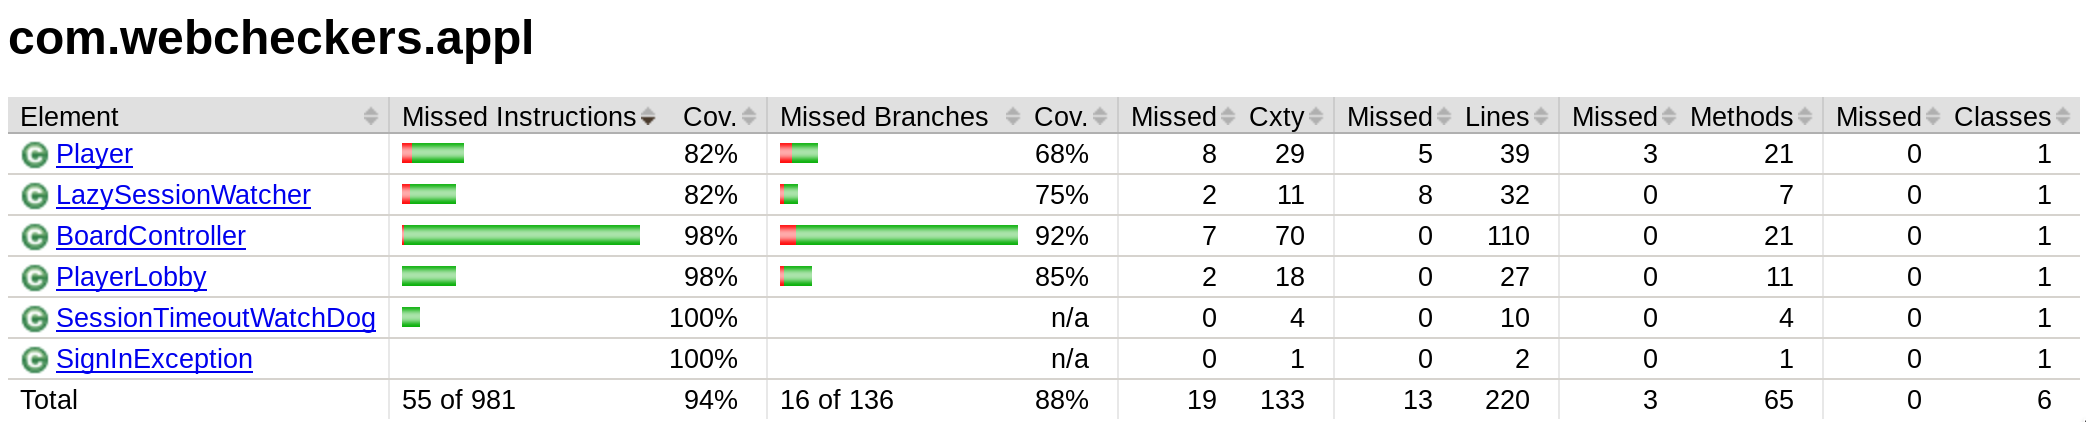 com.webcheckers.appl
Element Missed Instructions Cov. Missed Branches Cov. Missed Cxty Missed Lines Missed Methods Missed Classes
C Player 82% 68% 8 29 5 39 3 21 0 1
C LazySessionWatcher 82% 75% 2 11 8 32 0 7 0 1
C BoardController 98% 92% 7 70 0 110 0 21 0 1
C PlayerLobby 98% 85% 2 18 0 27 0 11 0 1
C SessionTimeoutWatchDog 100% n/a 0 4 0 10 0 4 0 1
C SignInException 100% n/a 0 1 0 2 0 1 0 1
Total 55 of 981 94% 16 of 136 88% 19 133 13 220 3 65 0 6